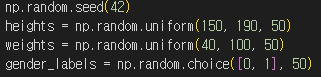 np.random.seed(42)
heights = np.random.uniform(150, 190, 50)
weights = np.random.uniform(40, 100, 50)
gender_labels = np.random.choice([0, 1], 50)